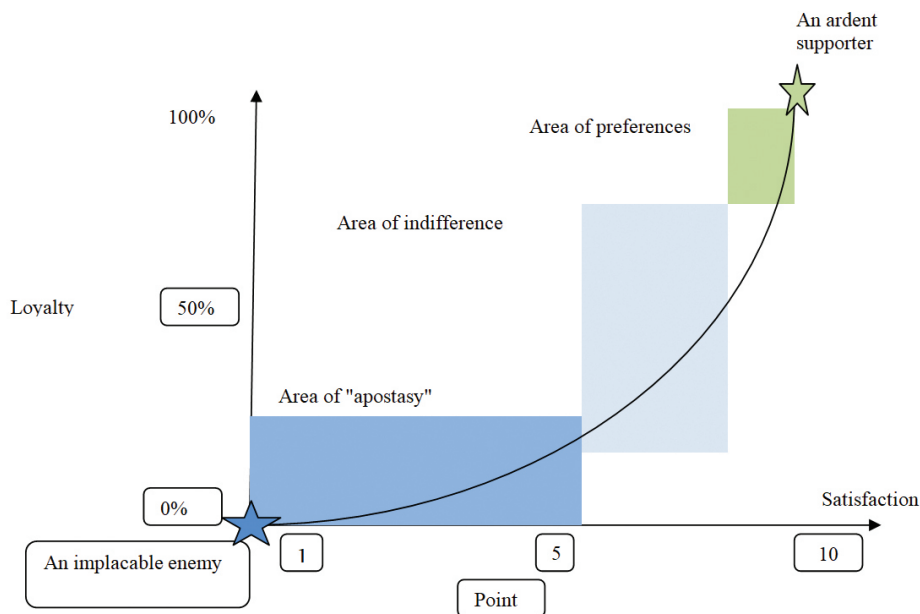 An ardent
supporter
100%
Area of preferences
Area of indifference
Loyalty
50%
Area of "apostasy"
0%
Satisfaction
An implacable enemy
1
5
10
Point